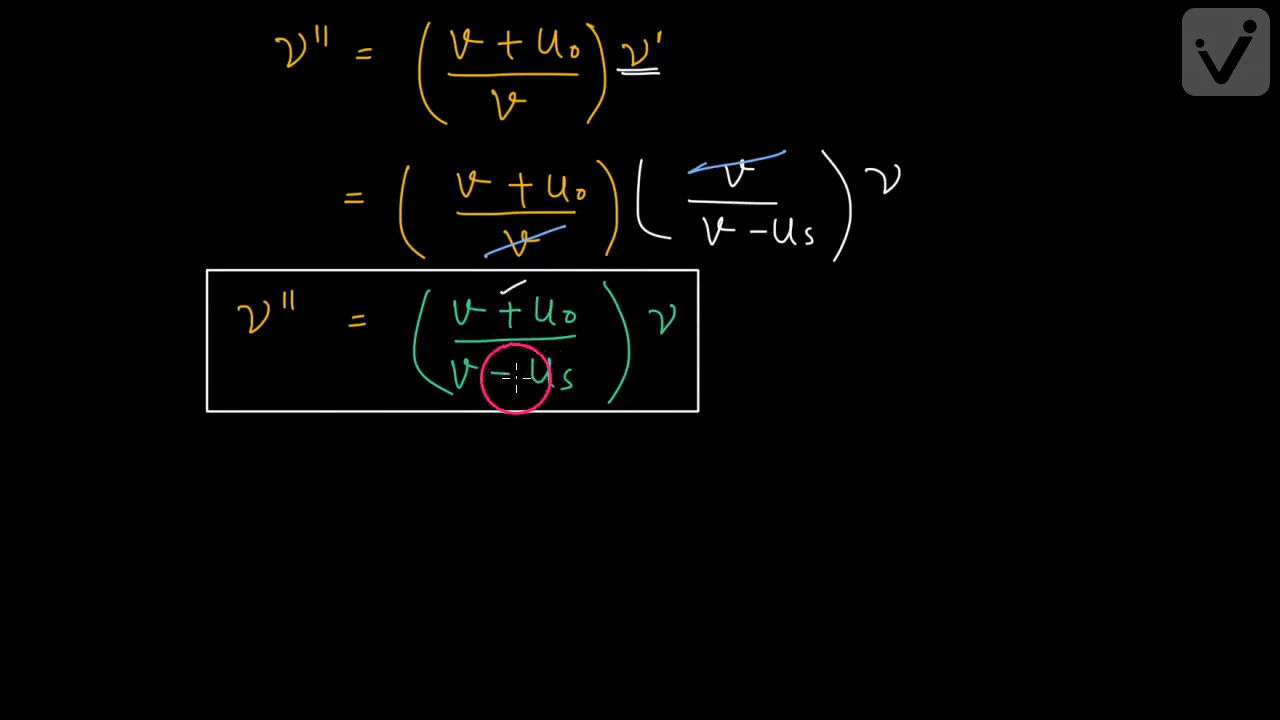 ν'' = ( (v + u₀) / v ) ν'
= ( (v + u₀) / v ) ( v / (v − uₛ) ) ν
ν'' = ( (v + u₀) / (v − uₛ) ) ν